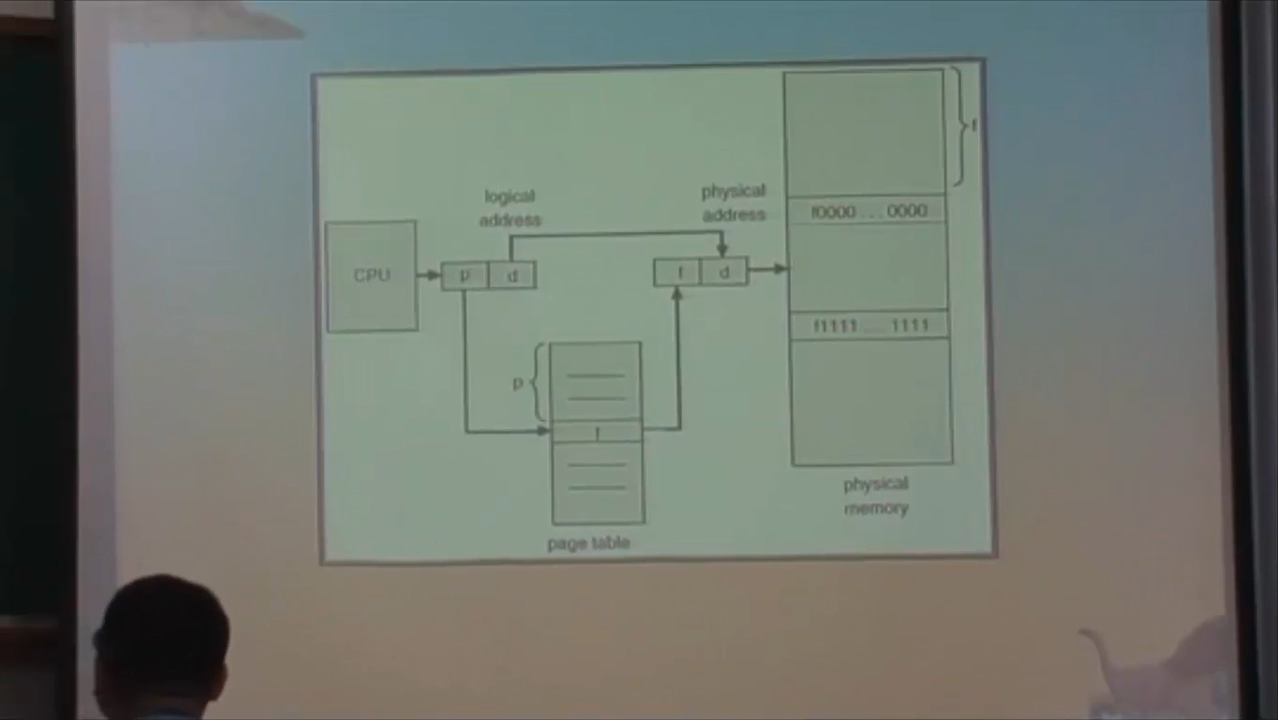 logical
address
physical
address
f
f0000 ... 0000
CPU
p
d
f
d
f1111 ... 1111
p
f
physical
memory
page table